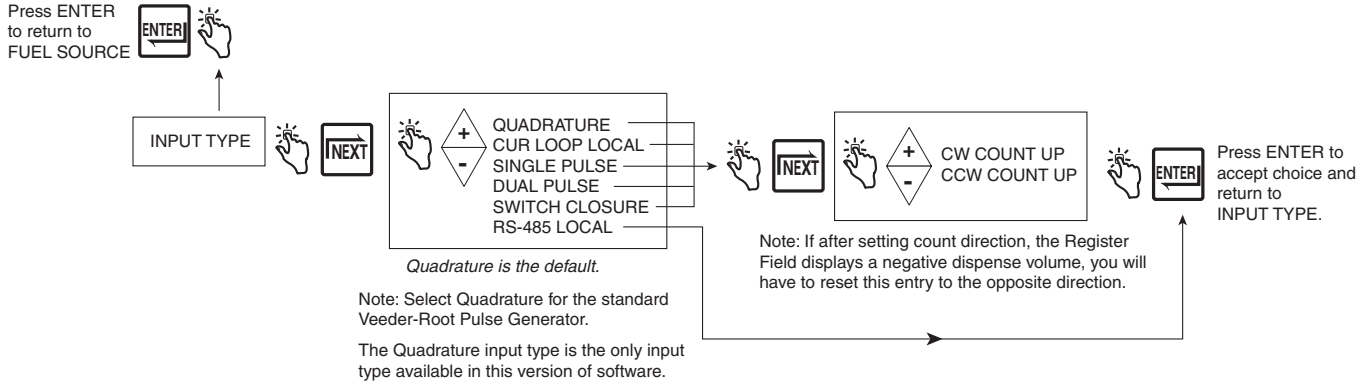 Press ENTER
to return to
FUEL SOURCE
ENTER
INPUT TYPE
NEXT
+
-
QUADRATURE
CUR LOOP LOCAL
SINGLE PULSE
DUAL PULSE
SWITCH CLOSURE
RS-485 LOCAL
Quadrature is the default.
Note: Select Quadrature for the standard
Veeder-Root Pulse Generator.
The Quadrature input type is the only input
type available in this version of software.
NEXT
+
-
CW COUNT UP
CCW COUNT UP
Note: If after setting count direction, the Register
Field displays a negative dispense volume, you will
have to reset this entry to the opposite direction.
ENTER
Press ENTER to
accept choice and
return to
INPUT TYPE.